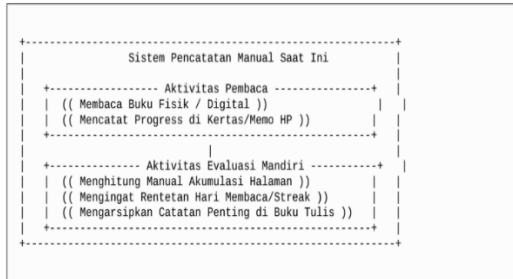 Sistem Pencatatan Manual Saat Ini
Aktivitas Pembaca
(( Membaca Buku Fisik / Digital ))
(( Mencatat Progress di Kertas/Memo HP ))
Aktivitas Evaluasi Mandiri
(( Menghitung Manual Akumulasi Halaman ))
(( Mengingat Rentetan Hari Membaca/Streak ))
(( Mengarsipkan Catatan Penting di Buku Tulis ))